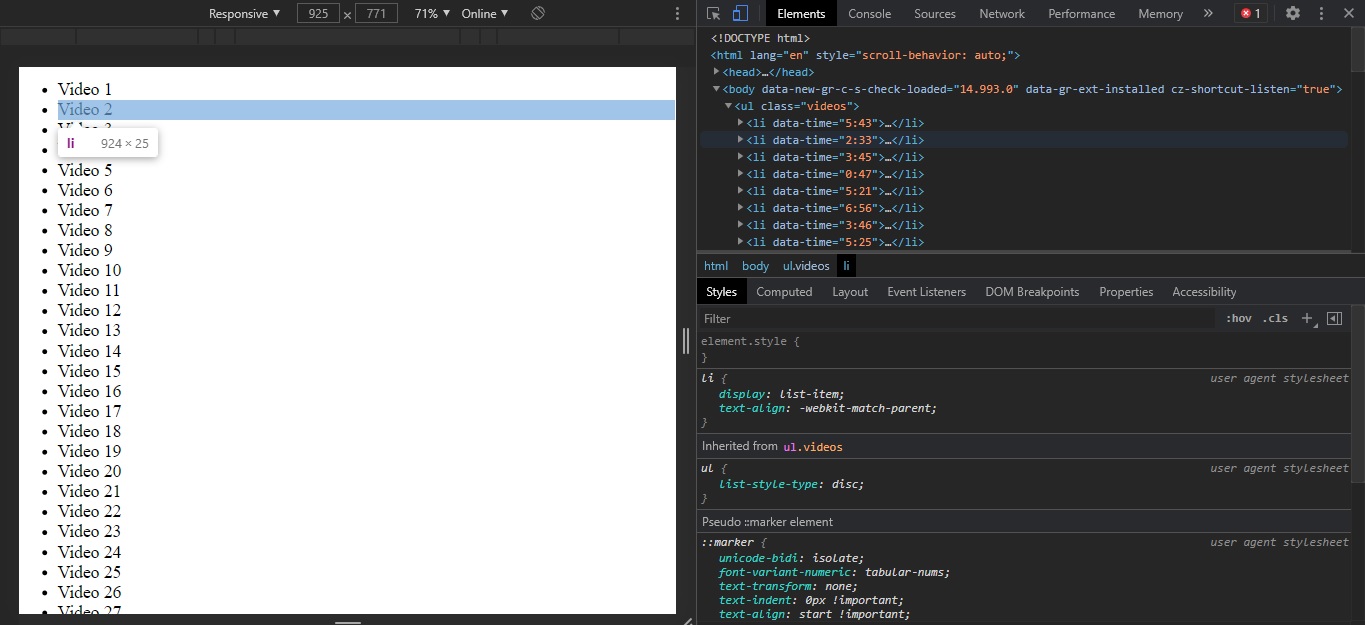 Responsive ▼ 925 × 771 71% ▼ Online ▼
Elements Console Sources Network Performance Memory » 1
<!DOCTYPE html>
<html lang="en" style="scroll-behavior: auto;">
<head>…</head>
<body data-new-gr-c-s-check-loaded="14.993.0" data-gr-ext-installed cz-shortcut-listen="true">
<ul class="videos">
<li data-time="5:43">…</li>
<li data-time="2:33">…</li>
<li data-time="3:45">…</li>
<li data-time="0:47">…</li>
<li data-time="5:21">…</li>
<li data-time="6:56">…</li>
<li data-time="3:46">…</li>
<li data-time="5:25">…</li>
html body ul.videos li
Styles Computed Layout Event Listeners DOM Breakpoints Properties Accessibility
Filter :hov .cls +
element.style {
}
li { user agent stylesheet
display: list-item;
text-align: -webkit-match-parent;
}
Inherited from ul.videos
ul { user agent stylesheet
list-style-type: disc;
}
Pseudo ::marker element
::marker { user agent stylesheet
unicode-bidi: isolate;
font-variant-numeric: tabular-nums;
text-transform: none;
text-indent: 0px !important;
text-align: start !important;
Video 1
Video 2
li 924 × 25
Video 5
Video 6
Video 7
Video 8
Video 9
Video 10
Video 11
Video 12
Video 13
Video 14
Video 15
Video 16
Video 17
Video 18
Video 19
Video 20
Video 21
Video 22
Video 23
Video 24
Video 25
Video 26
Video 27